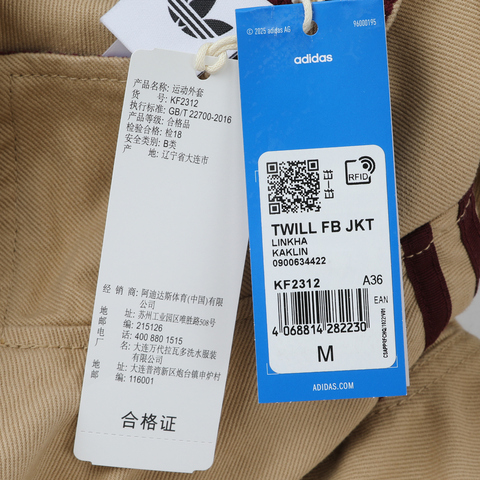 产品名称: 运动外套
货 号: KF2312
执行标准: GB/T 22700-2016
产品等级: 合格品
检验合格: 检18
安全类别: B类
产 地: 辽宁省大连市
经 销 商: 阿迪达斯体育(中国)有限公司
地 址: 苏州工业园区唯胜路508号
邮 编: 215126
电 话: 400 880 1515
厂 名: 大连万代拉瓦多洗水服装有限公司
地 址: 大连普湾新区炮台镇申炉村
邮 编: 116001
合格证
© 2025 adidas AG
96000195
adidas
RFID
TWILL FB JKT
LINKHA
KAKLIN
0900634422
KF2312 A36
EAN
4 068814 282230
M
ADIDAS.COM